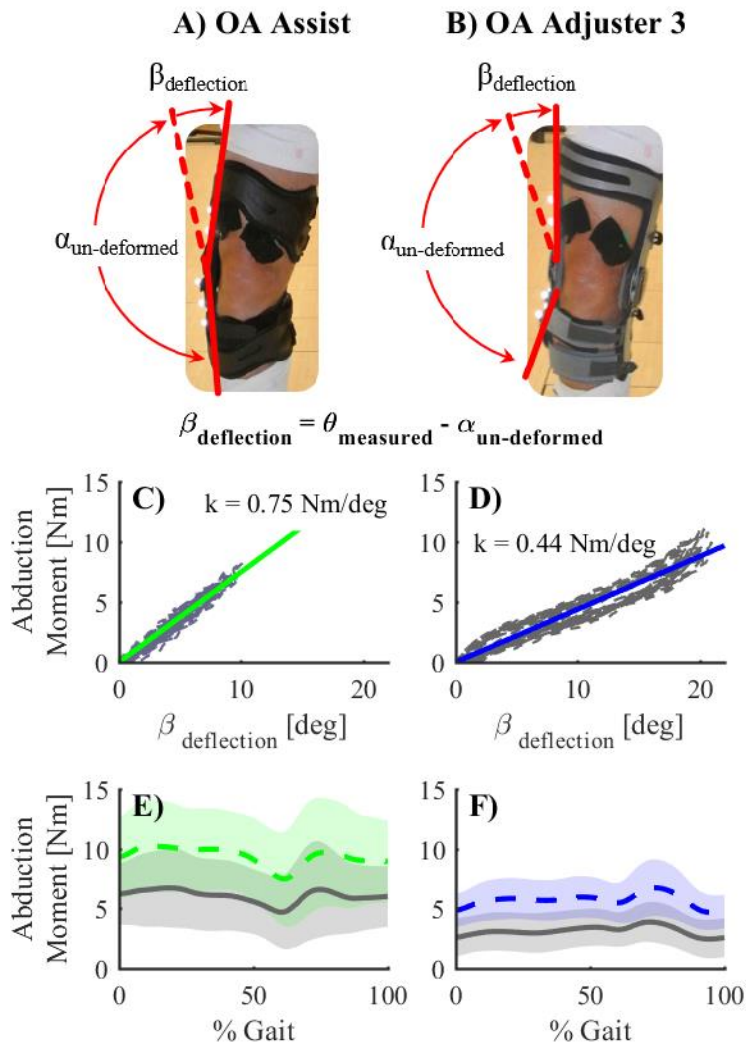 A) OA Assist
B) OA Adjuster 3
βdeflection
βdeflection
αun-deformed
αun-deformed
βdeflection = θmeasured - αun-deformed
C)
k = 0.75 Nm/deg
Abduction
Moment [Nm]
15
10
5
0
0 10 20
β deflection [deg]
D)
k = 0.44 Nm/deg
15
10
5
0
0 10 20
β deflection [deg]
E)
Abduction
Moment [Nm]
15
10
5
0
0 50 100
% Gait
F)
15
10
5
0
0 50 100
% Gait